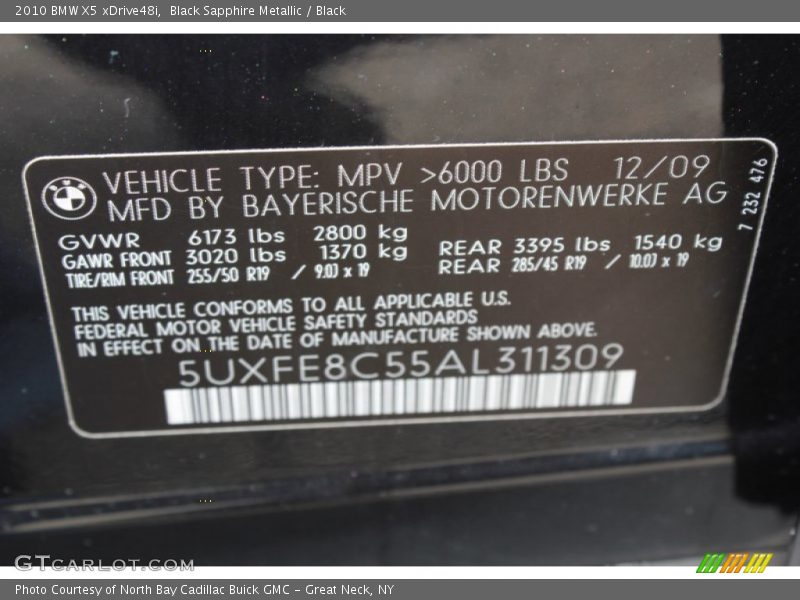 2010 BMW X5 xDrive48i, Black Sapphire Metallic / Black
VEHICLE TYPE: MPV >6000 LBS 12/09
MFD BY BAYERISCHE MOTORENWERKE AG
7 232 476
GVWR 6173 lbs 2800 kg
GAWR FRONT 3020 lbs 1370 kg REAR 3395 lbs 1540 kg
TIRE/RIM FRONT 255/50 R19 / 9.0J x 19 REAR 285/45 R19 / 10.0J x 19
THIS VEHICLE CONFORMS TO ALL APPLICABLE U.S.
FEDERAL MOTOR VEHICLE SAFETY STANDARDS
IN EFFECT ON THE DATE OF MANUFACTURE SHOWN ABOVE.
5UXFE8C55AL311309
GTCARLOT.COM
Photo Courtesy of North Bay Cadillac Buick GMC - Great Neck, NY